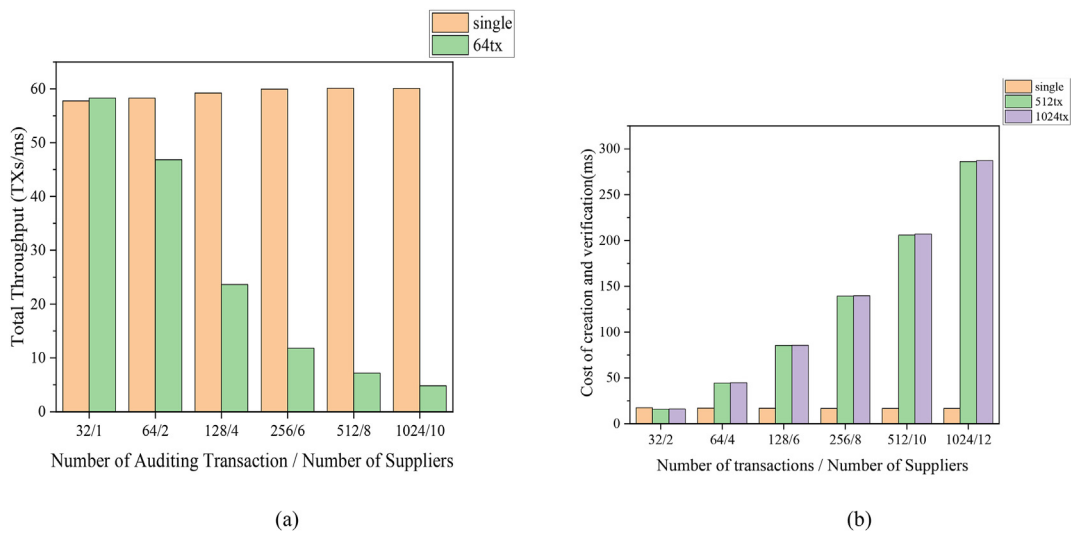 single
64tx
Total Throughput (TXs/ms)
60
50
40
30
20
10
0
32/1 64/2 128/4 256/6 512/8 1024/10
Number of Auditing Transaction / Number of Suppliers
(a)
single
512tx
1024tx
Cost of creation and verification(ms)
300
250
200
150
100
50
0
32/2 64/4 128/6 256/8 512/10 1024/12
Number of transactions / Number of Suppliers
(b)